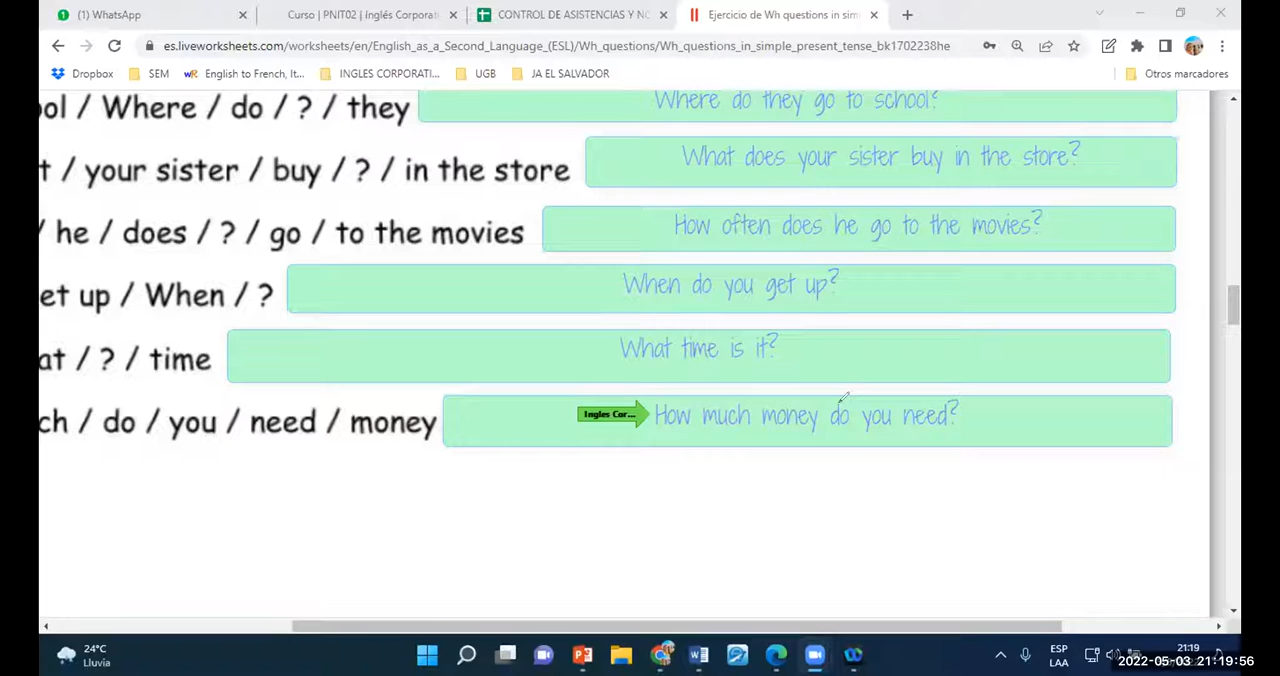 (1) WhatsApp
Curso | PNIT02 | Inglés Corporat
CONTROL DE ASISTENCIAS Y NO
Ejercicio de Wh questions in sim
es.liveworksheets.com/worksheets/en/English_as_a_Second_Language_(ESL)/Wh_questions/Wh_questions_in_simple_present_tense_bk1702238he
Dropbox SEM English to French, It... INGLES CORPORATI... UGB JA EL SALVADOR Otros marcadores
ool / Where / do / ? / they Where do they go to school?
t / your sister / buy / ? / in the store What does your sister buy in the store?
/ he / does / ? / go / to the movies How often does he go to the movies?
et up / When / ? When do you get up?
at / ? / time What time is it?
ch / do / you / need / money Ingles Cor... How much money do you need?
24°C
Lluvia
ESP
LAA
21:19
2022-05-03 21:19:56